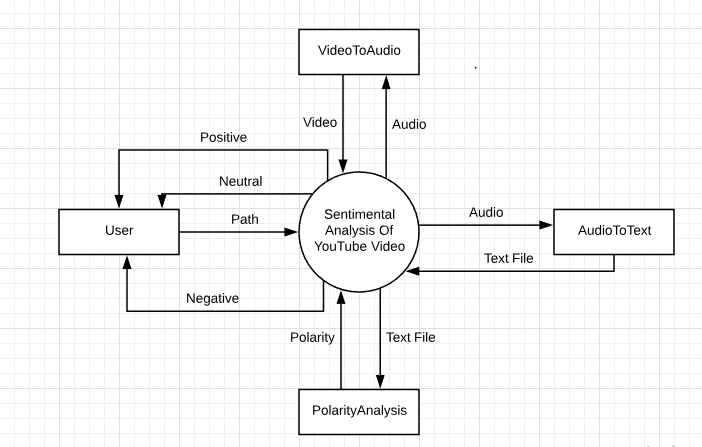 VideoToAudio
Video
Audio
Positive
Neutral
User
Path
Sentimental
Analysis Of
YouTube Video
Audio
AudioToText
Text File
Negative
Polarity
Text File
PolarityAnalysis